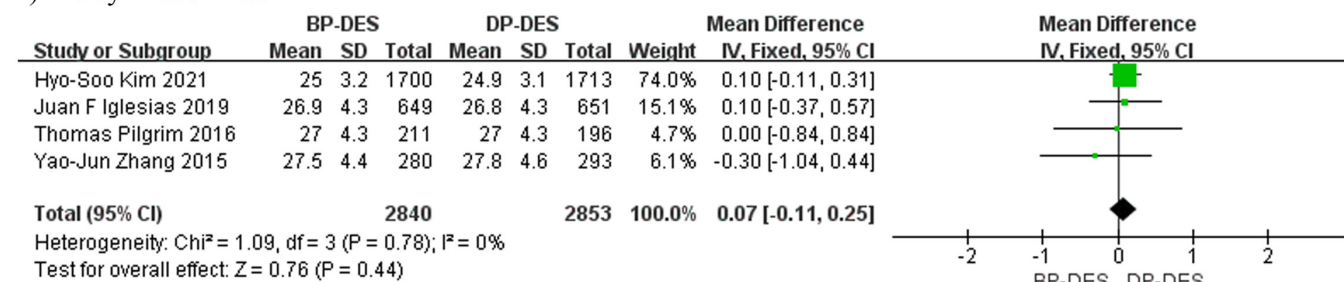 BP-DES DP-DES Mean Difference Mean Difference
Study or Subgroup Mean SD Total Mean SD Total Weight IV, Fixed, 95% CI IV, Fixed, 95% CI
Hyo-Soo Kim 2021 25 3.2 1700 24.9 3.1 1713 74.0% 0.10 [-0.11, 0.31]
Juan F Iglesias 2019 26.9 4.3 649 26.8 4.3 651 15.1% 0.10 [-0.37, 0.57]
Thomas Pilgrim 2016 27 4.3 211 27 4.3 196 4.7% 0.00 [-0.84, 0.84]
Yao-Jun Zhang 2015 27.5 4.4 280 27.8 4.6 293 6.1% -0.30 [-1.04, 0.44]
Total (95% CI) 2840 2853 100.0% 0.07 [-0.11, 0.25]
Heterogeneity: Chi² = 1.09, df = 3 (P = 0.78); I² = 0%
Test for overall effect: Z = 0.76 (P = 0.44)
-2 -1 0 1 2
BP-DES DP-DES